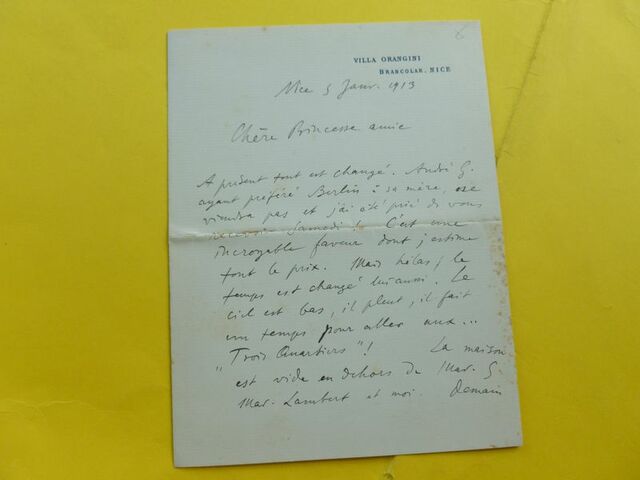 VILLA ORANGINI
BRANCOLAR. NICE
Nice 5 Janv. 1913
Chère Princesse amie
A présent tout est changé. André G.
ayant préféré Berlin à sa mère, ne
viendra pas et j'ai été prié de vous
recevoir Samedi ! C'est une
incroyable faveur dont j'estime
tout le prix. Mais hélas ! le
temps est changé lui aussi. Le
ciel est bas, il pleut, il fait
un temps pour aller aux...
"Trois Quartiers" ! La maison
est vide en dehors de Mad. G.
Mad. Lambert et moi. Demain